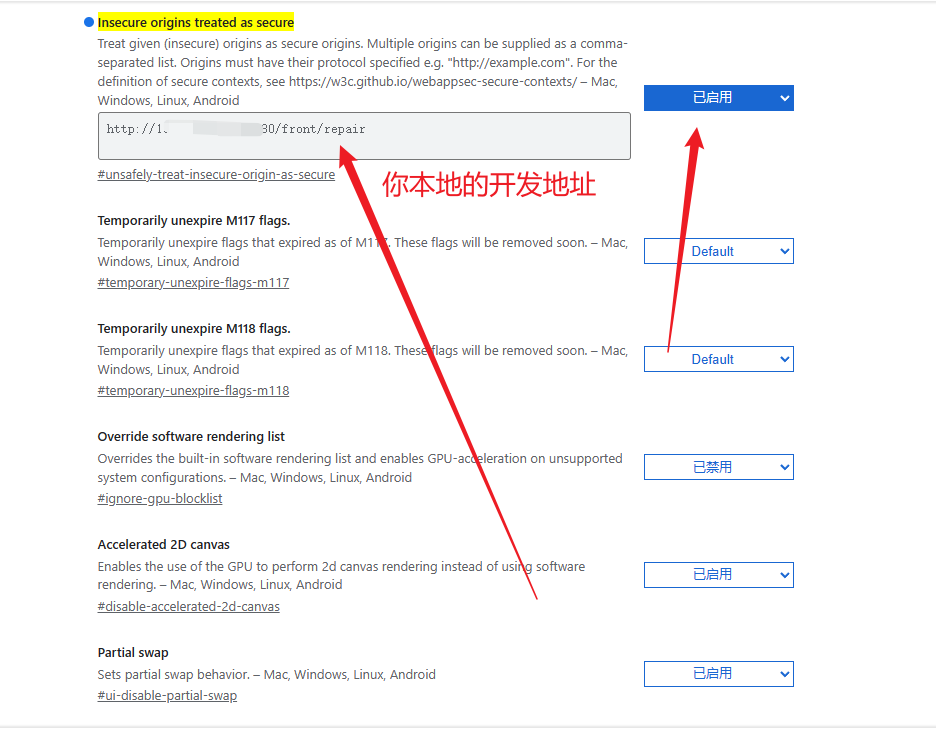 Insecure origins treated as secure
Treat given (insecure) origins as secure origins. Multiple origins can be supplied as a comma-
separated list. Origins must have their protocol specified e.g. "http://example.com". For the
definition of secure contexts, see https://w3c.github.io/webappsec-secure-contexts/ – Mac,
Windows, Linux, Android
已启用
http://1 30/front/repair
#unsafely-treat-insecure-origin-as-secure
你本地的开发地址
Temporarily unexpire M117 flags.
Temporarily unexpire flags that expired as of M117. These flags will be removed soon. – Mac,
Windows, Linux, Android
Default
#temporary-unexpire-flags-m117
Temporarily unexpire M118 flags.
Temporarily unexpire flags that expired as of M118. These flags will be removed soon. – Mac,
Windows, Linux, Android
Default
#temporary-unexpire-flags-m118
Override software rendering list
Overrides the built-in software rendering list and enables GPU-acceleration on unsupported
system configurations. – Mac, Windows, Linux, Android
已禁用
#ignore-gpu-blocklist
Accelerated 2D canvas
Enables the use of the GPU to perform 2d canvas rendering instead of using software
rendering. – Mac, Windows, Linux, Android
已启用
#disable-accelerated-2d-canvas
Partial swap
Sets partial swap behavior. – Mac, Windows, Linux, Android
已启用
#ui-disable-partial-swap